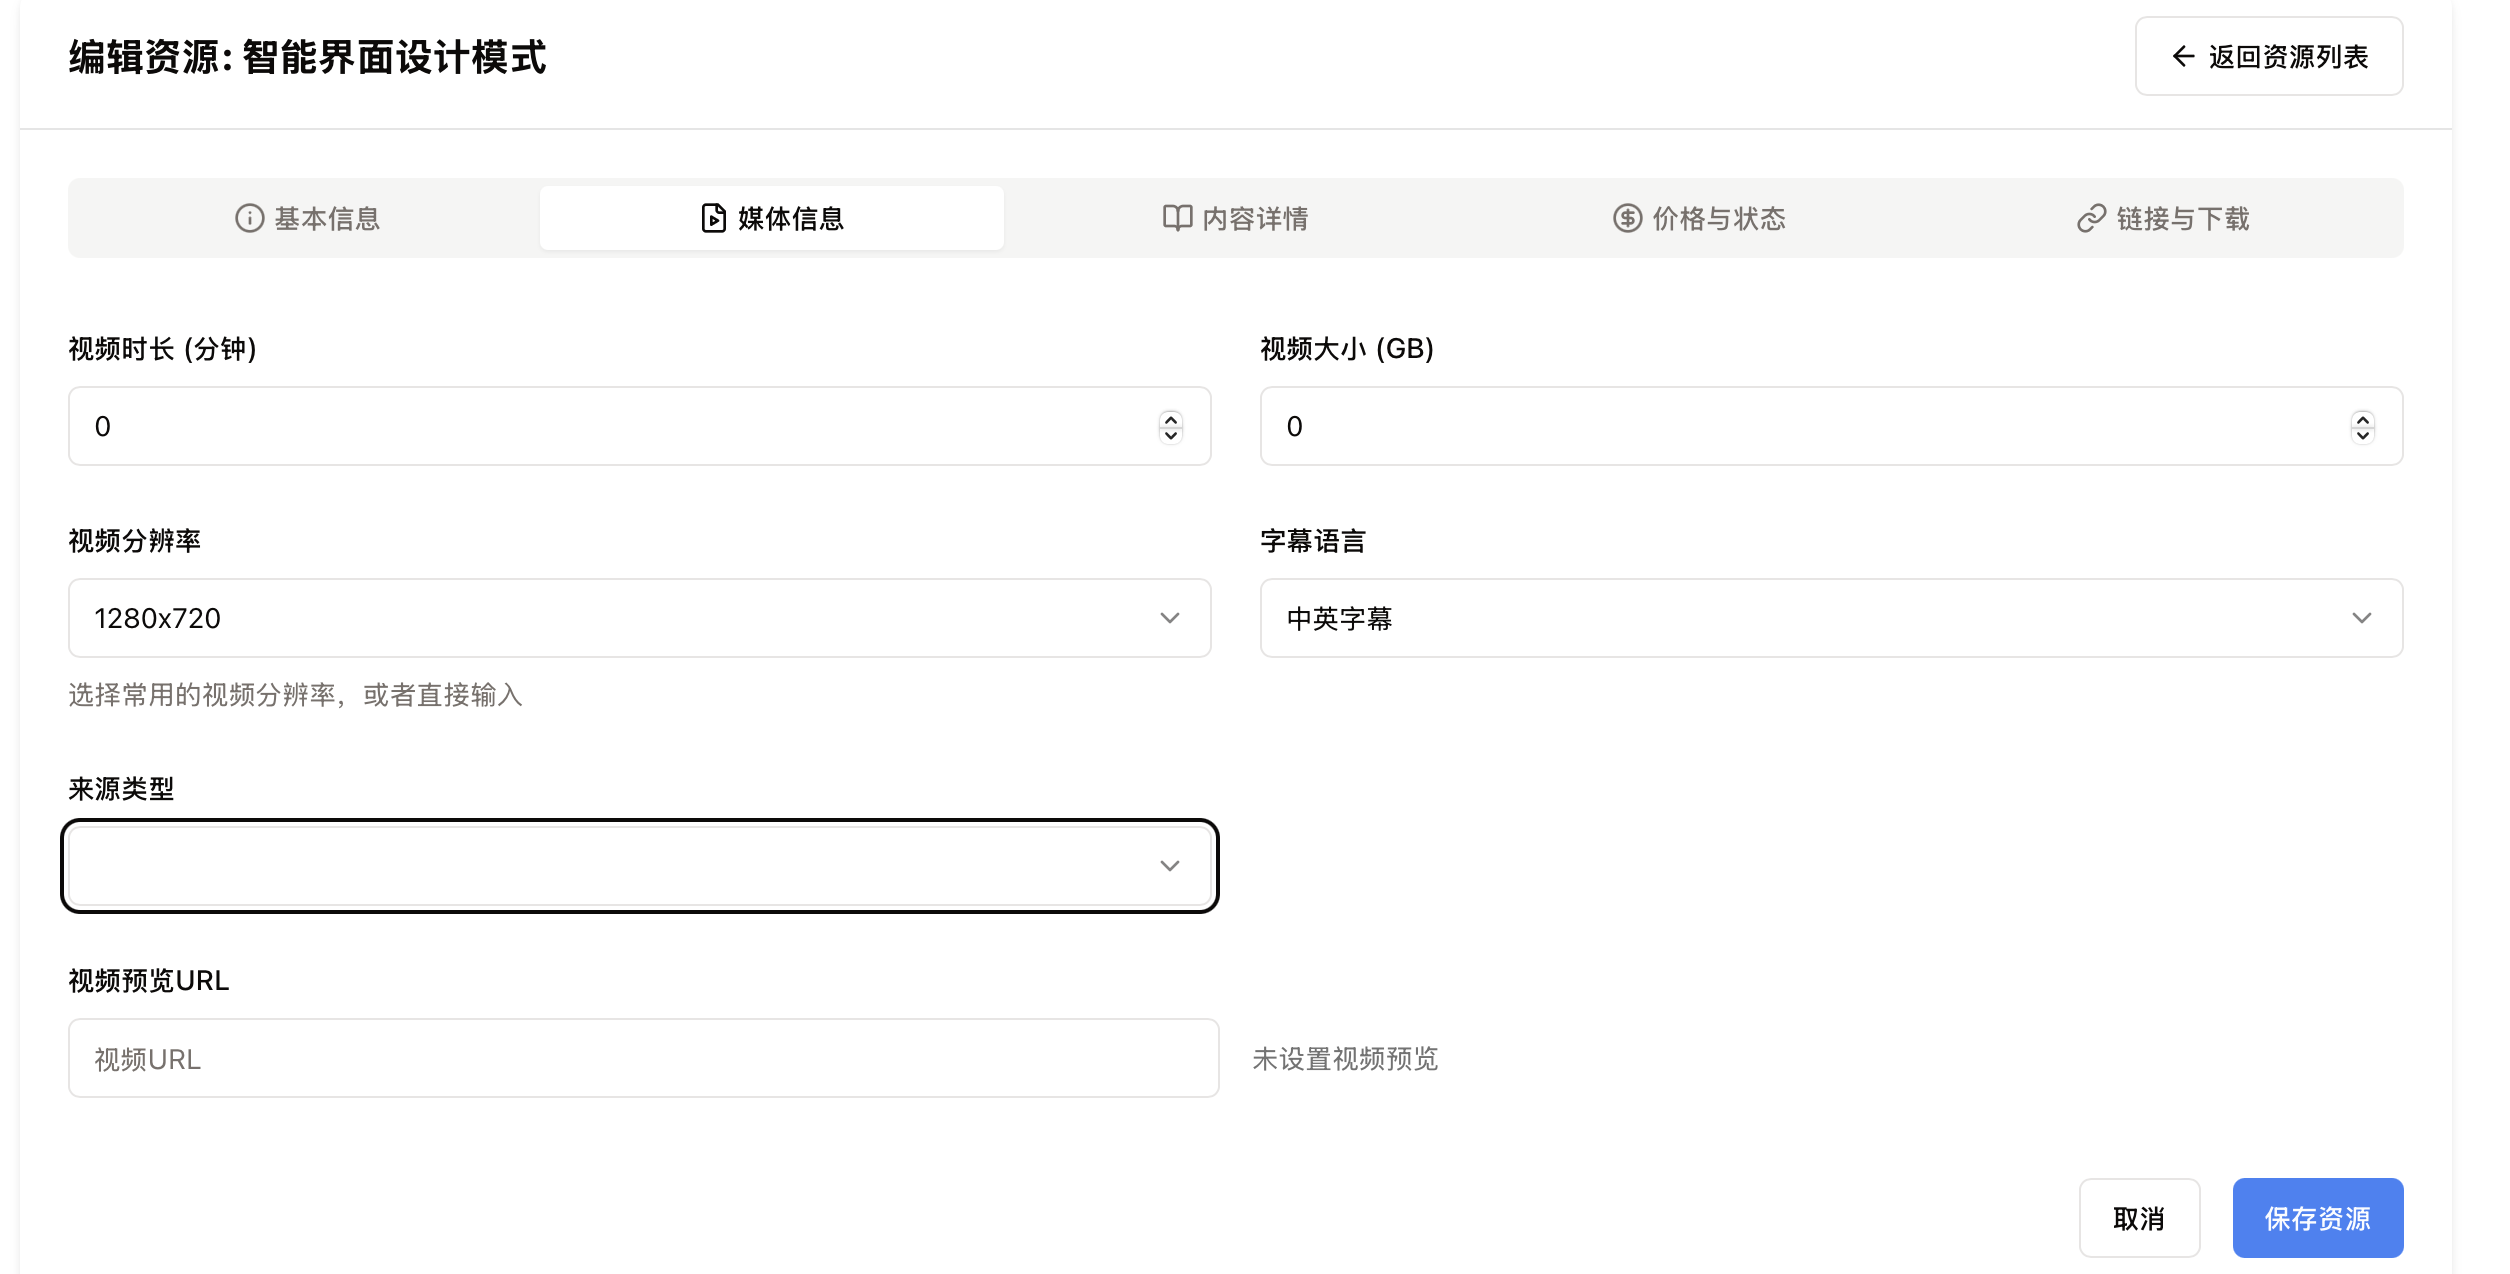 编辑资源: 智能界面设计模式
返回资源列表
基本信息
媒体信息
内容详情
价格与状态
链接与下载
视频时长 (分钟)
视频大小 (GB)
0
0
视频分辨率
字幕语言
1280x720
中英字幕
选择常用的视频分辨率，或者直接输入
来源类型
视频预览URL
视频URL
未设置视频预览
取消
保存资源